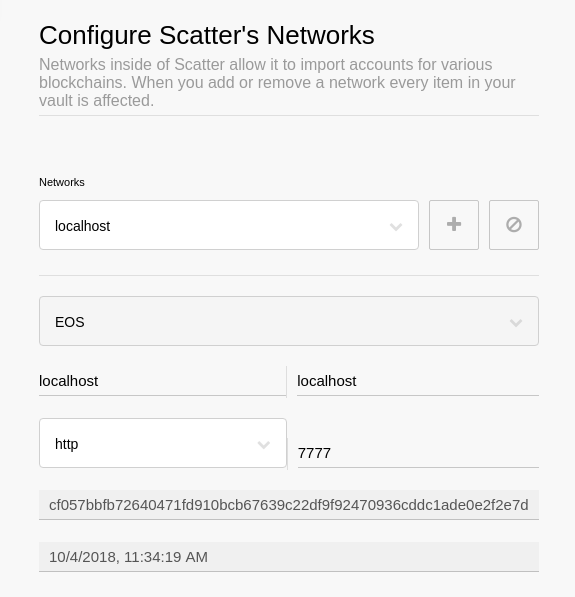 Configure Scatter's Networks
Networks inside of Scatter allow it to import accounts for various
blockchains. When you add or remove a network every item in your
vault is affected.
Networks
localhost
EOS
localhost
localhost
http
7777
cf057bbfb72640471fd910bcb67639c22df9f92470936cddc1ade0e2f2e7d
10/4/2018, 11:34:19 AM